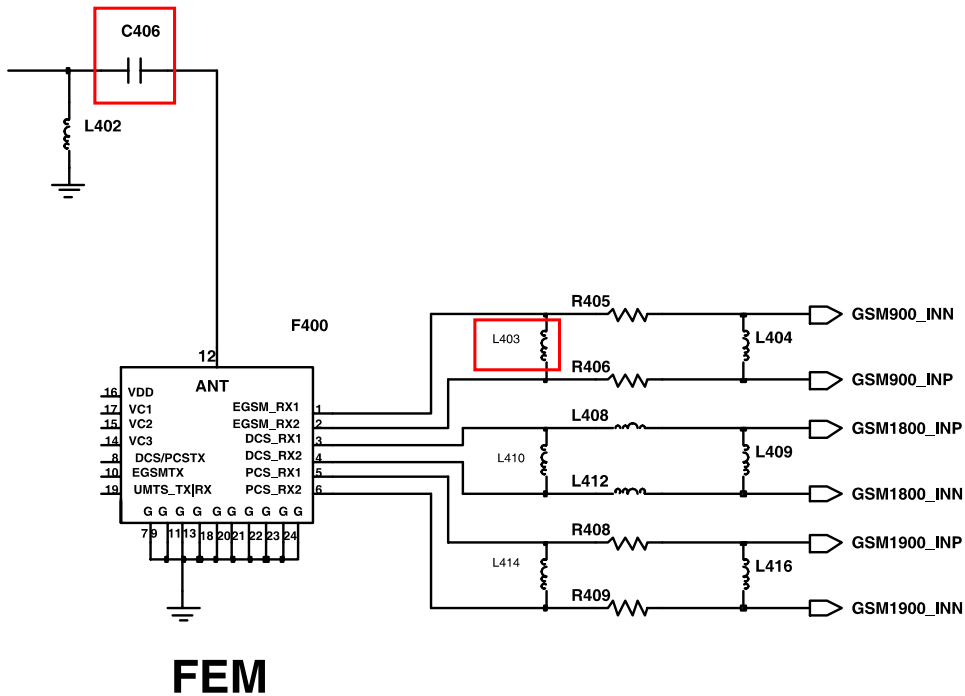 C406
L402
F400
12
ANT
16 VDD
17 VC1
15 VC2
14 VC3
8 DCS/PCSTX
10 EGSMTX
19 UMTS_TX|RX
EGSM_RX1 1
EGSM_RX2 2
DCS_RX1 3
DCS_RX2 4
PCS_RX1 5
PCS_RX2 6
G G G G G G G G G G
7 9 11 13 18 20 21 22 23 24
R405
GSM900_INN
L403
L404
R406
GSM900_INP
L408
GSM1800_INP
L410
L409
L412
GSM1800_INN
R408
GSM1900_INP
L414
L416
R409
GSM1900_INN
FEM